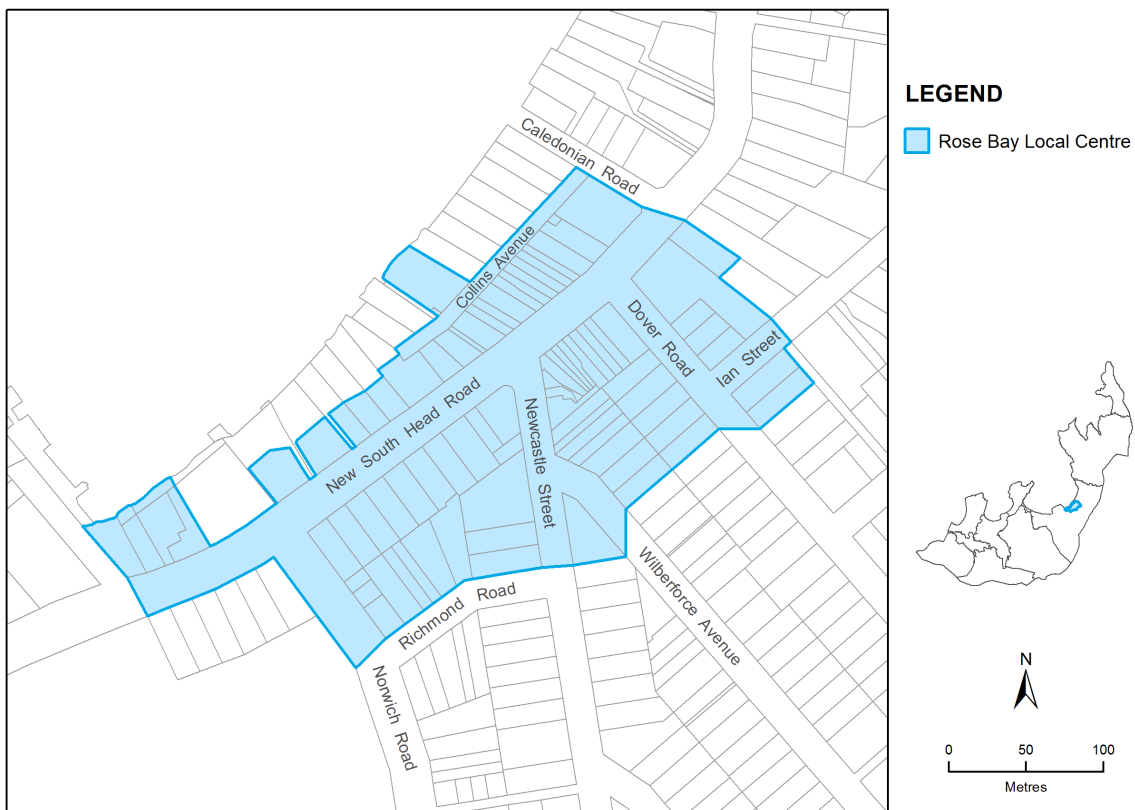 Caledonian Road
Collins Avenue
Dover Road
Ian Street
New South Head Road
Newcastle Street
Wilberforce Avenue
Richmond Road
Norwich Road
LEGEND
Rose Bay Local Centre
N
0 50 100
Metres